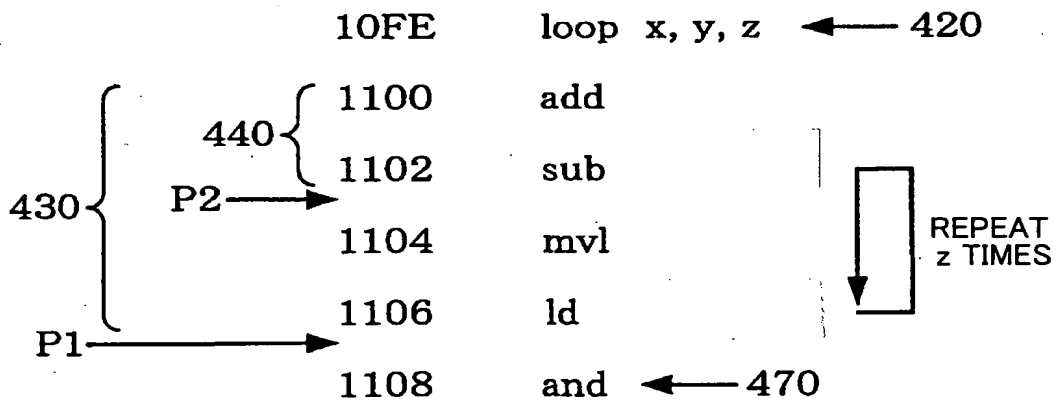 10FE loop x, y, z 420
1100 add
440
1102 sub
430 P2
1104 mvl
REPEAT
z TIMES
1106 ld
P1
1108 and 470